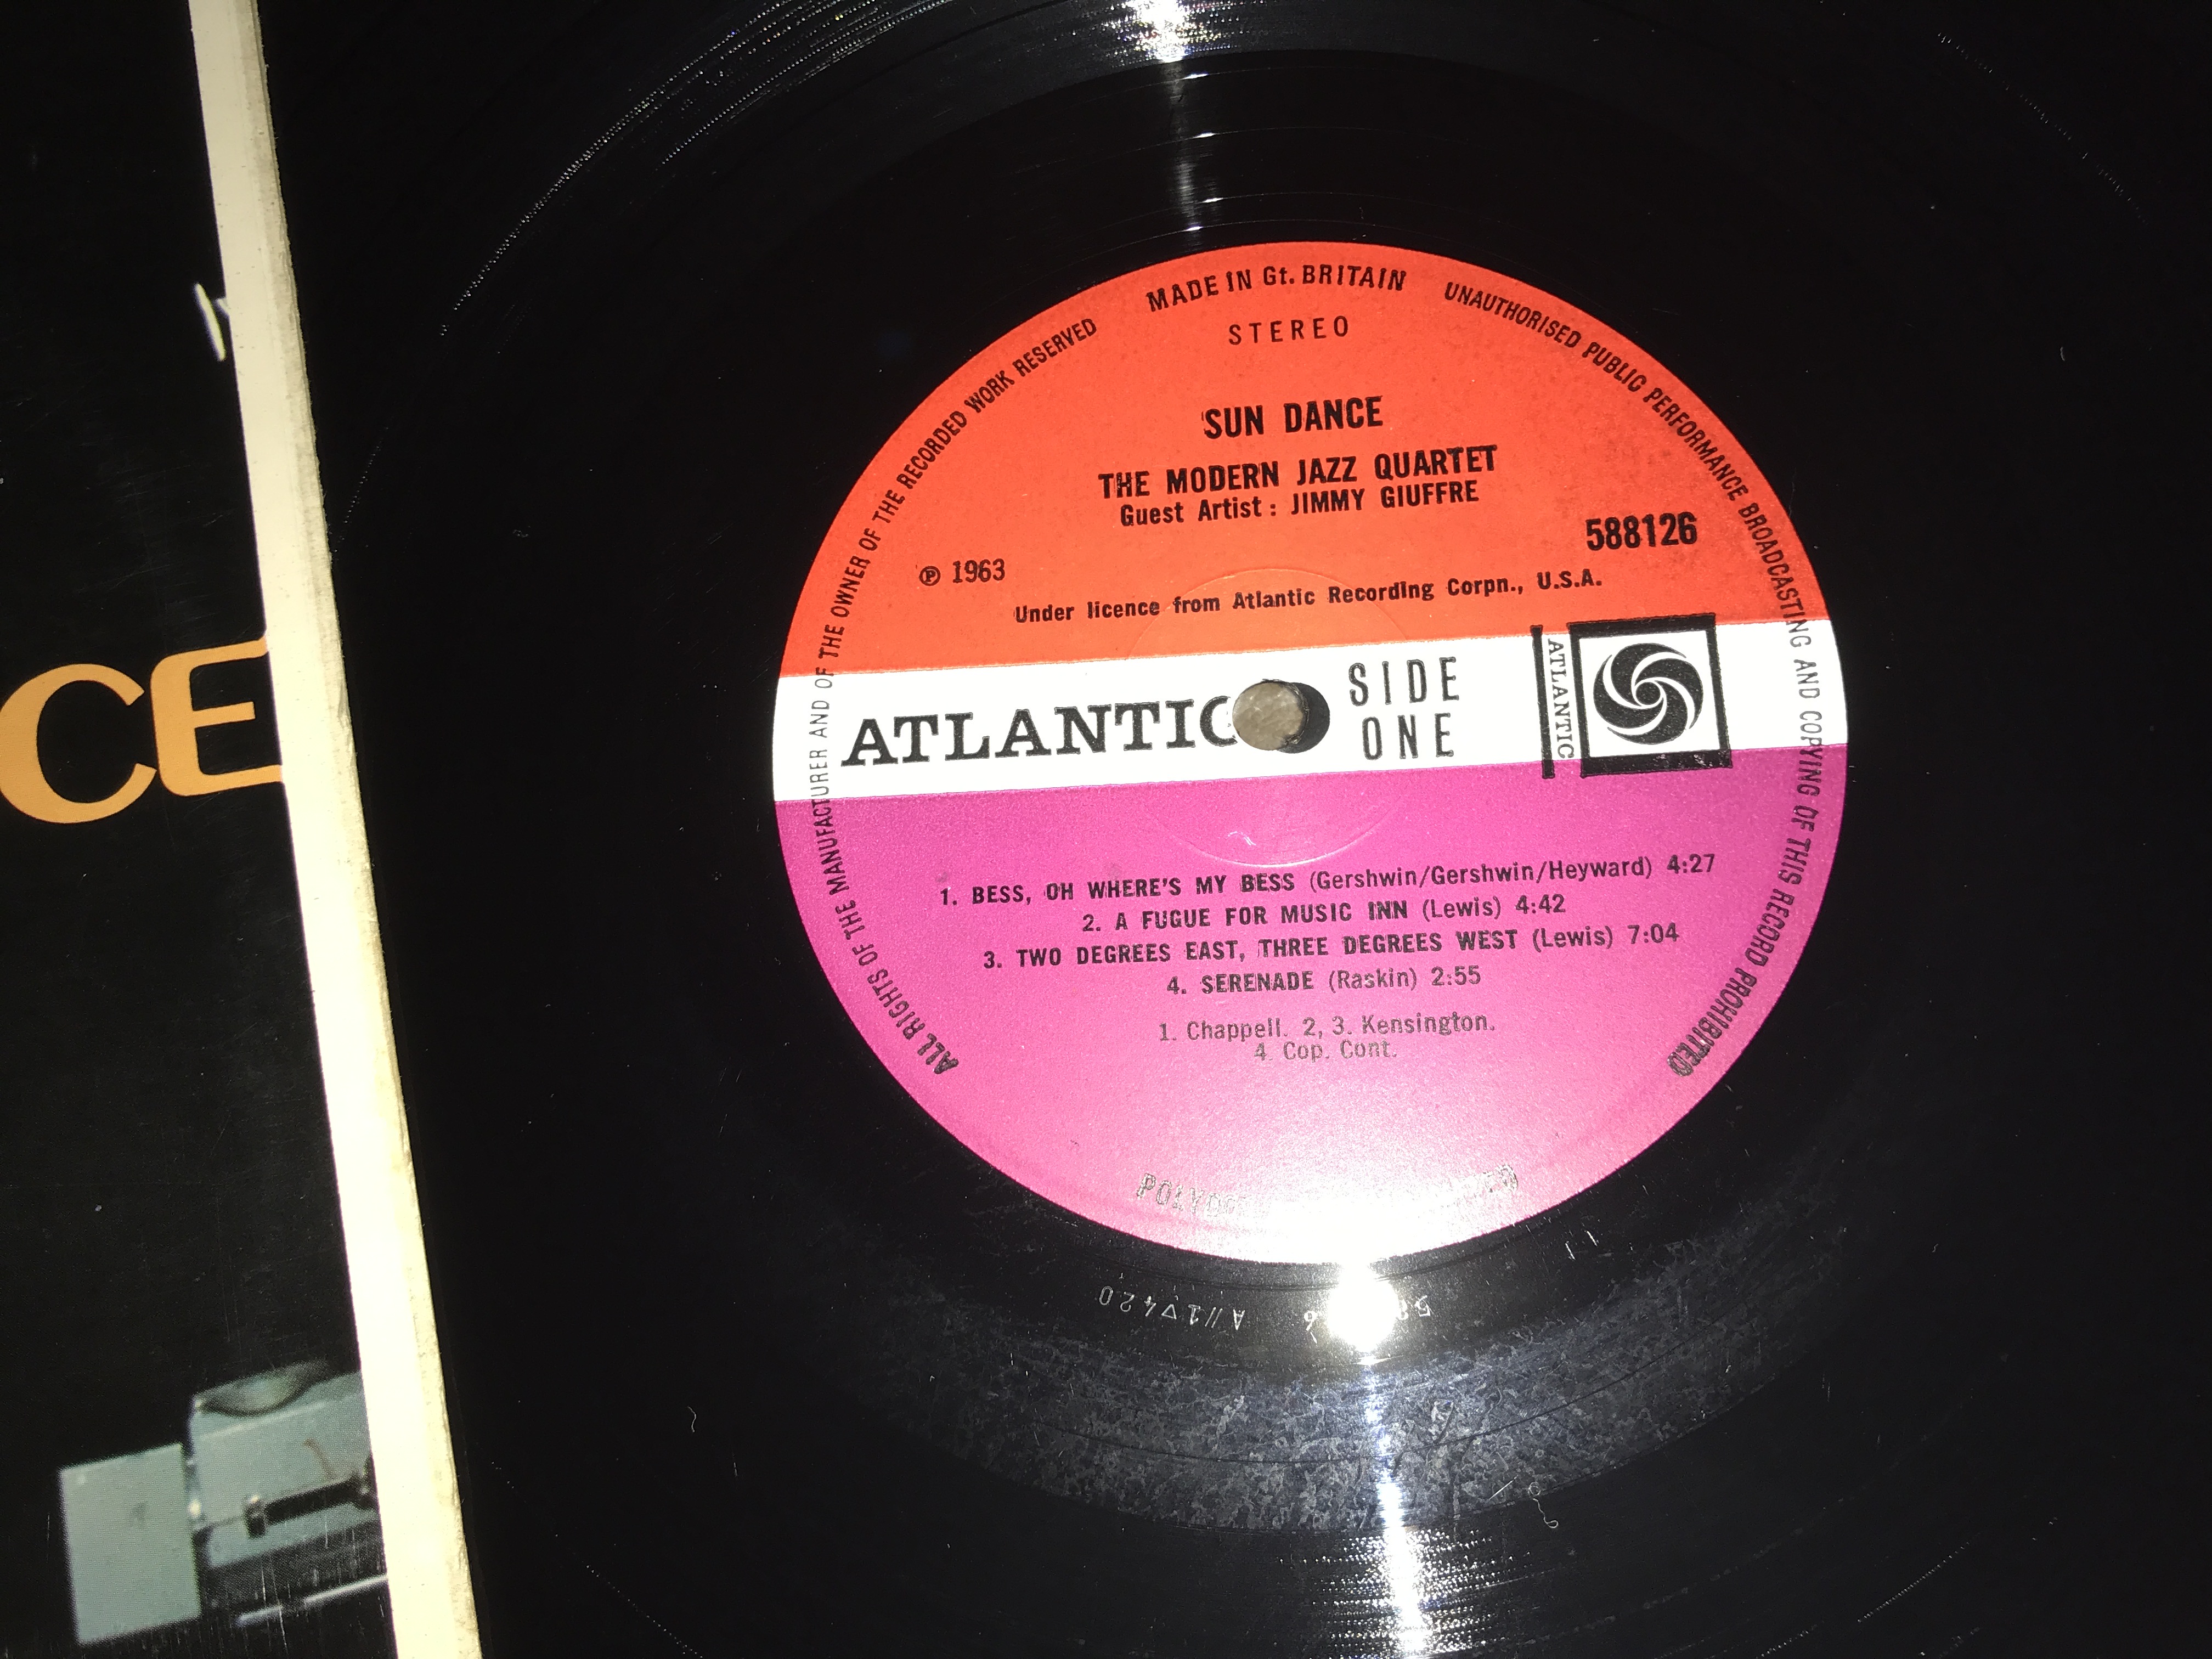 CE
MADE IN Gt. BRITAIN
UNAUTHORISED PUBLIC PERFORMANCE BROADCASTING AND COPYING OF THIS RECORD PROHIBITED
ALL RIGHTS OF THE MANUFACTURER AND OF THE OWNER OF THE RECORDED WORK RESERVED
STEREO
SUN DANCE
THE MODERN JAZZ QUARTET
Guest Artist : JIMMY GIUFFRE
588126
℗ 1963
Under licence from Atlantic Recording Corpn., U.S.A.
ATLANTIC
SIDE
ONE
ATLANTIC
1. BESS, OH WHERE'S MY BESS (Gershwin/Gershwin/Heyward) 4:27
2. A FUGUE FOR MUSIC INN (Lewis) 4:42
3. TWO DEGREES EAST, THREE DEGREES WEST (Lewis) 7:04
4. SERENADE (Raskin) 2:55
1. Chappell. 2, 3. Kensington.
4. Cop. Cont.
A//1▽420